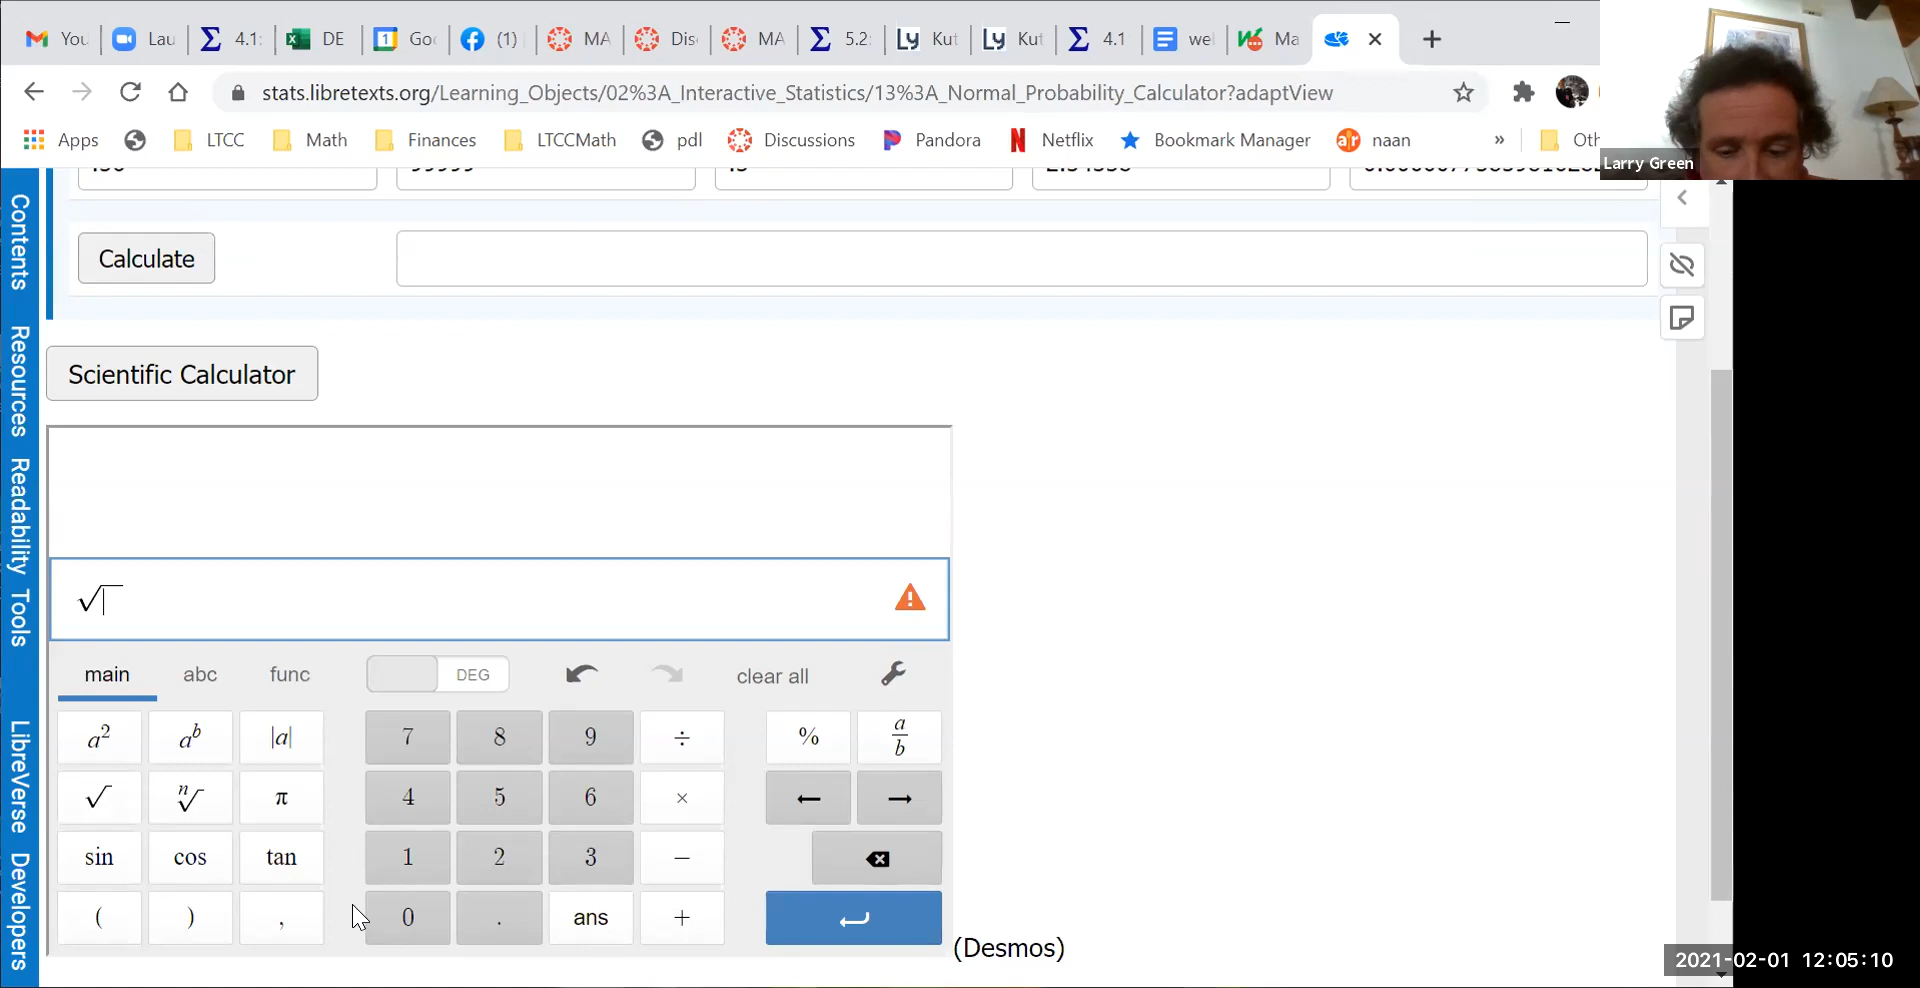 You
Lau
4.1:
DE
Goo
(1)
MA
Dis
MA
5.2:
Kut
Kut
4.1
we
Ma
stats.libretexts.org/Learning_Objects/02%3A_Interactive_Statistics/13%3A_Normal_Probability_Calculator?adaptView
Apps LTCC Math Finances LTCCMath pdl Discussions Pandora Netflix Bookmark Manager naan » Oth
Larry Green
Calculate
Scientific Calculator
√
main abc func DEG clear all
a² aᵇ |a| 7 8 9 ÷ % a/b
√ ⁿ√ π 4 5 6 × ← →
sin cos tan 1 2 3 −
( ) , 0 . ans +
(Desmos)
Contents
Resources
Readability
Tools
LibreVerse
Developers
2021-02-01 12:05:10